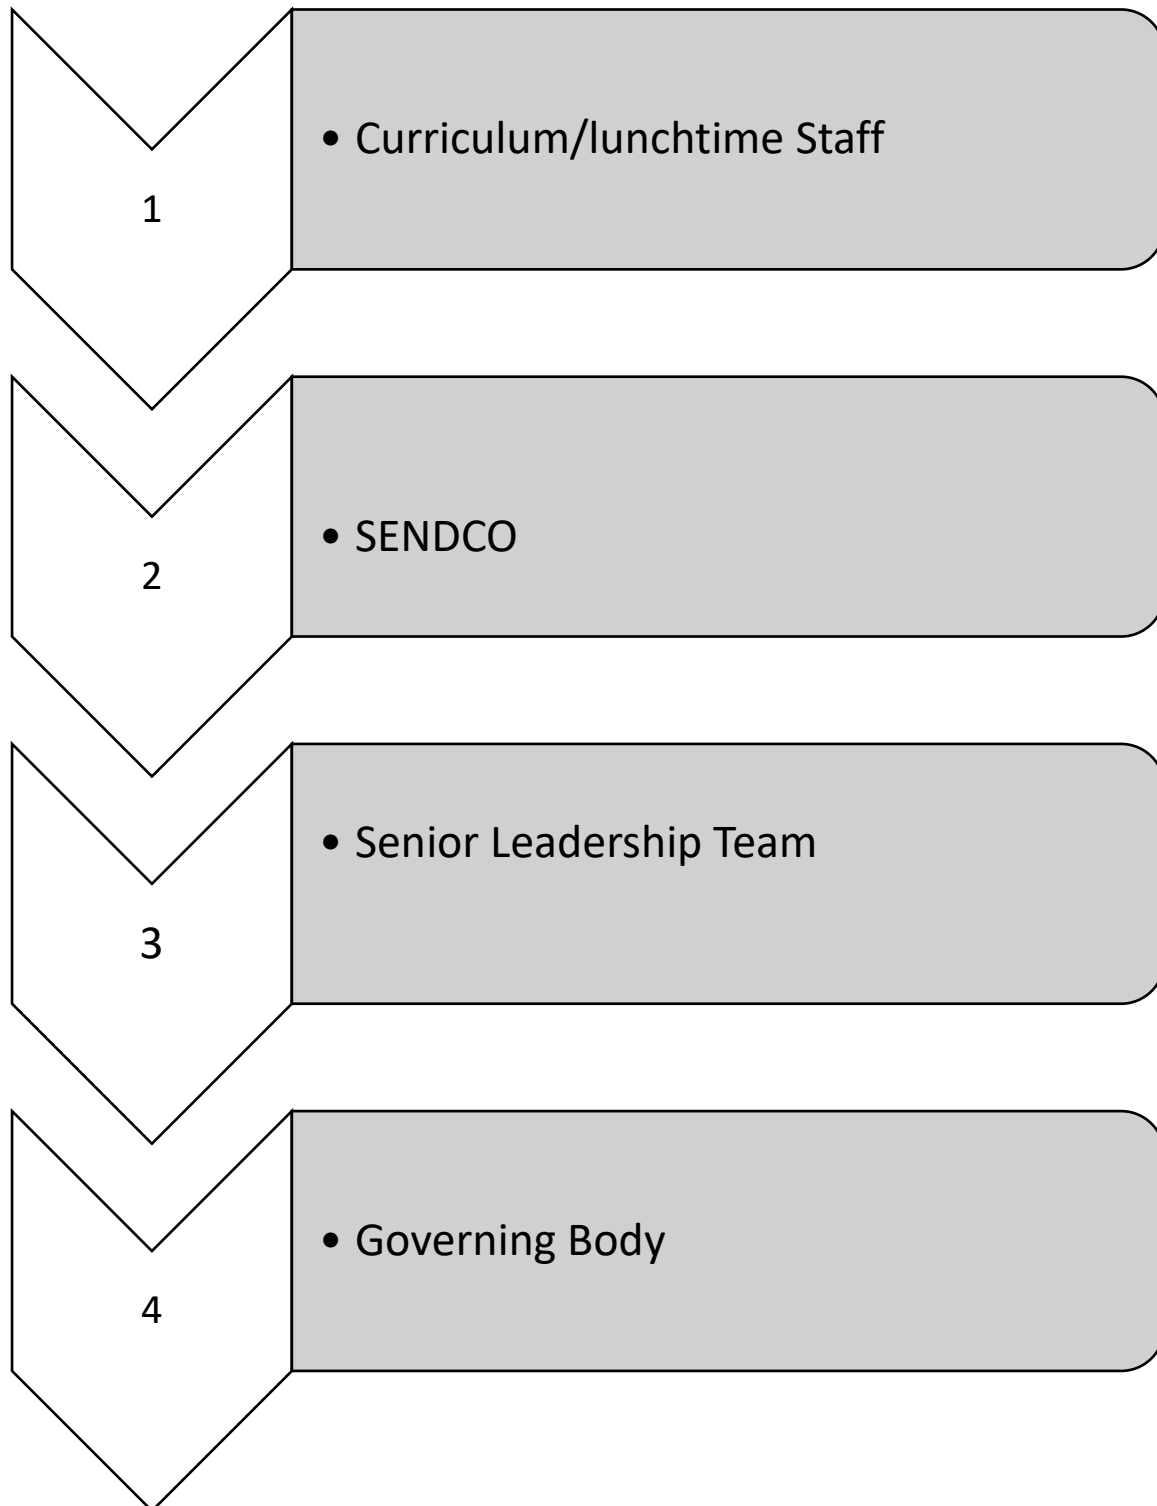 1
• Curriculum/lunchtime Staff
2
• SENDCO
3
• Senior Leadership Team
4
• Governing Body